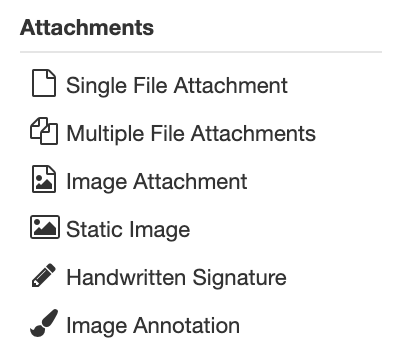 Attachments
Single File Attachment
Multiple File Attachments
Image Attachment
Static Image
Handwritten Signature
Image Annotation